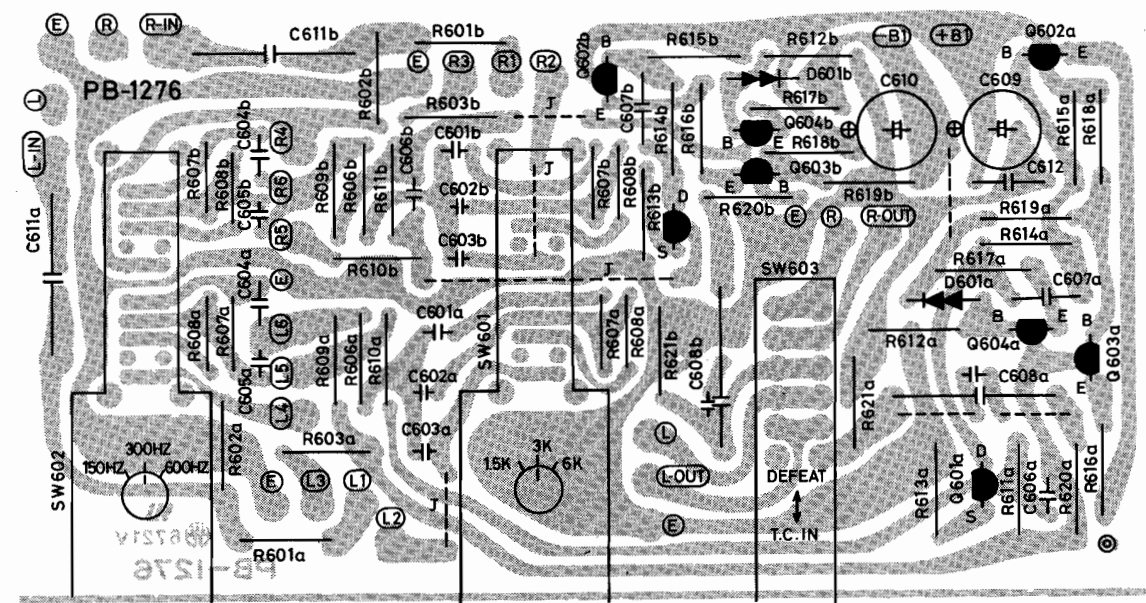 E R R-IN C611b R602b R601b E R3 R1 R2 Q602b B R615b R612b -B1 +B1 Q602a B E
PB-1276 D601b C610 C609
L R603b J E C607b R614b R616b R617b R615a R618a
L-IN C604b R4 C606b C601b Q604b B E R618b
R607b R608b R609b R606b R611b J R607b R608b Q603b C612
C605b R6 C602b R613b D E B R619b
C611a R5 R620b E R R-OUT R619a
C603b S R614a
R610b J SW603 R617a
C604a E D601a C607a
R608a R607a L6 C601a SW601 R607a R608a R621b C608b R612a B E Q604a B Q603a
R609a R606a R610a
C605a L5 C602a R621a C608a E
L4
R602a R603a C603a L
SW602 150HZ 300HZ 600HZ 1.5K 3K 6K L-OUT DEFEAT R613a Q601a D R611a C606a R620a R616a
E L3 L1 J
L2 E T.C. IN S
6721V R601a
PB-1276